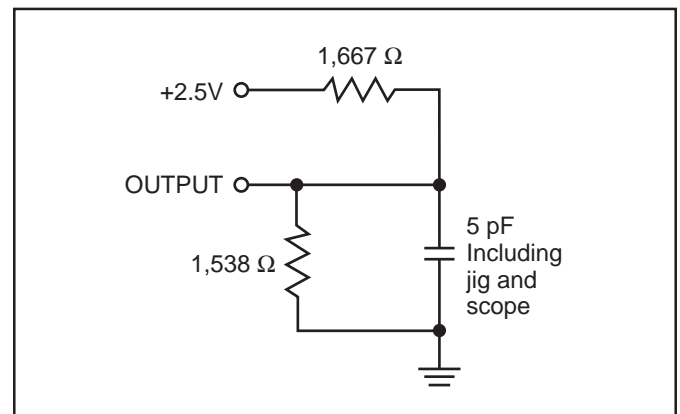 1,667 Ω
+2.5V
OUTPUT
1,538 Ω
5 pF
Including
jig and
scope